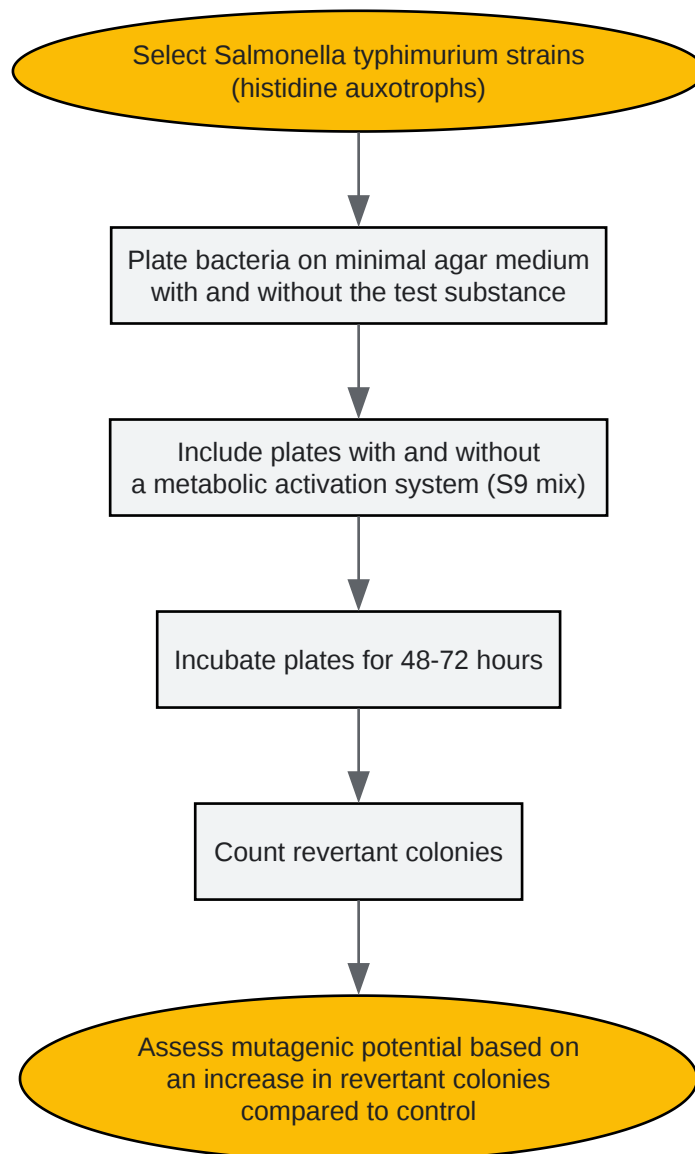 Select Salmonella typhimurium strains
(histidine auxotrophs)
Plate bacteria on minimal agar medium
with and without the test substance
Include plates with and without
a metabolic activation system (S9 mix)
Incubate plates for 48-72 hours
Count revertant colonies
Assess mutagenic potential based on
an increase in revertant colonies
compared to control